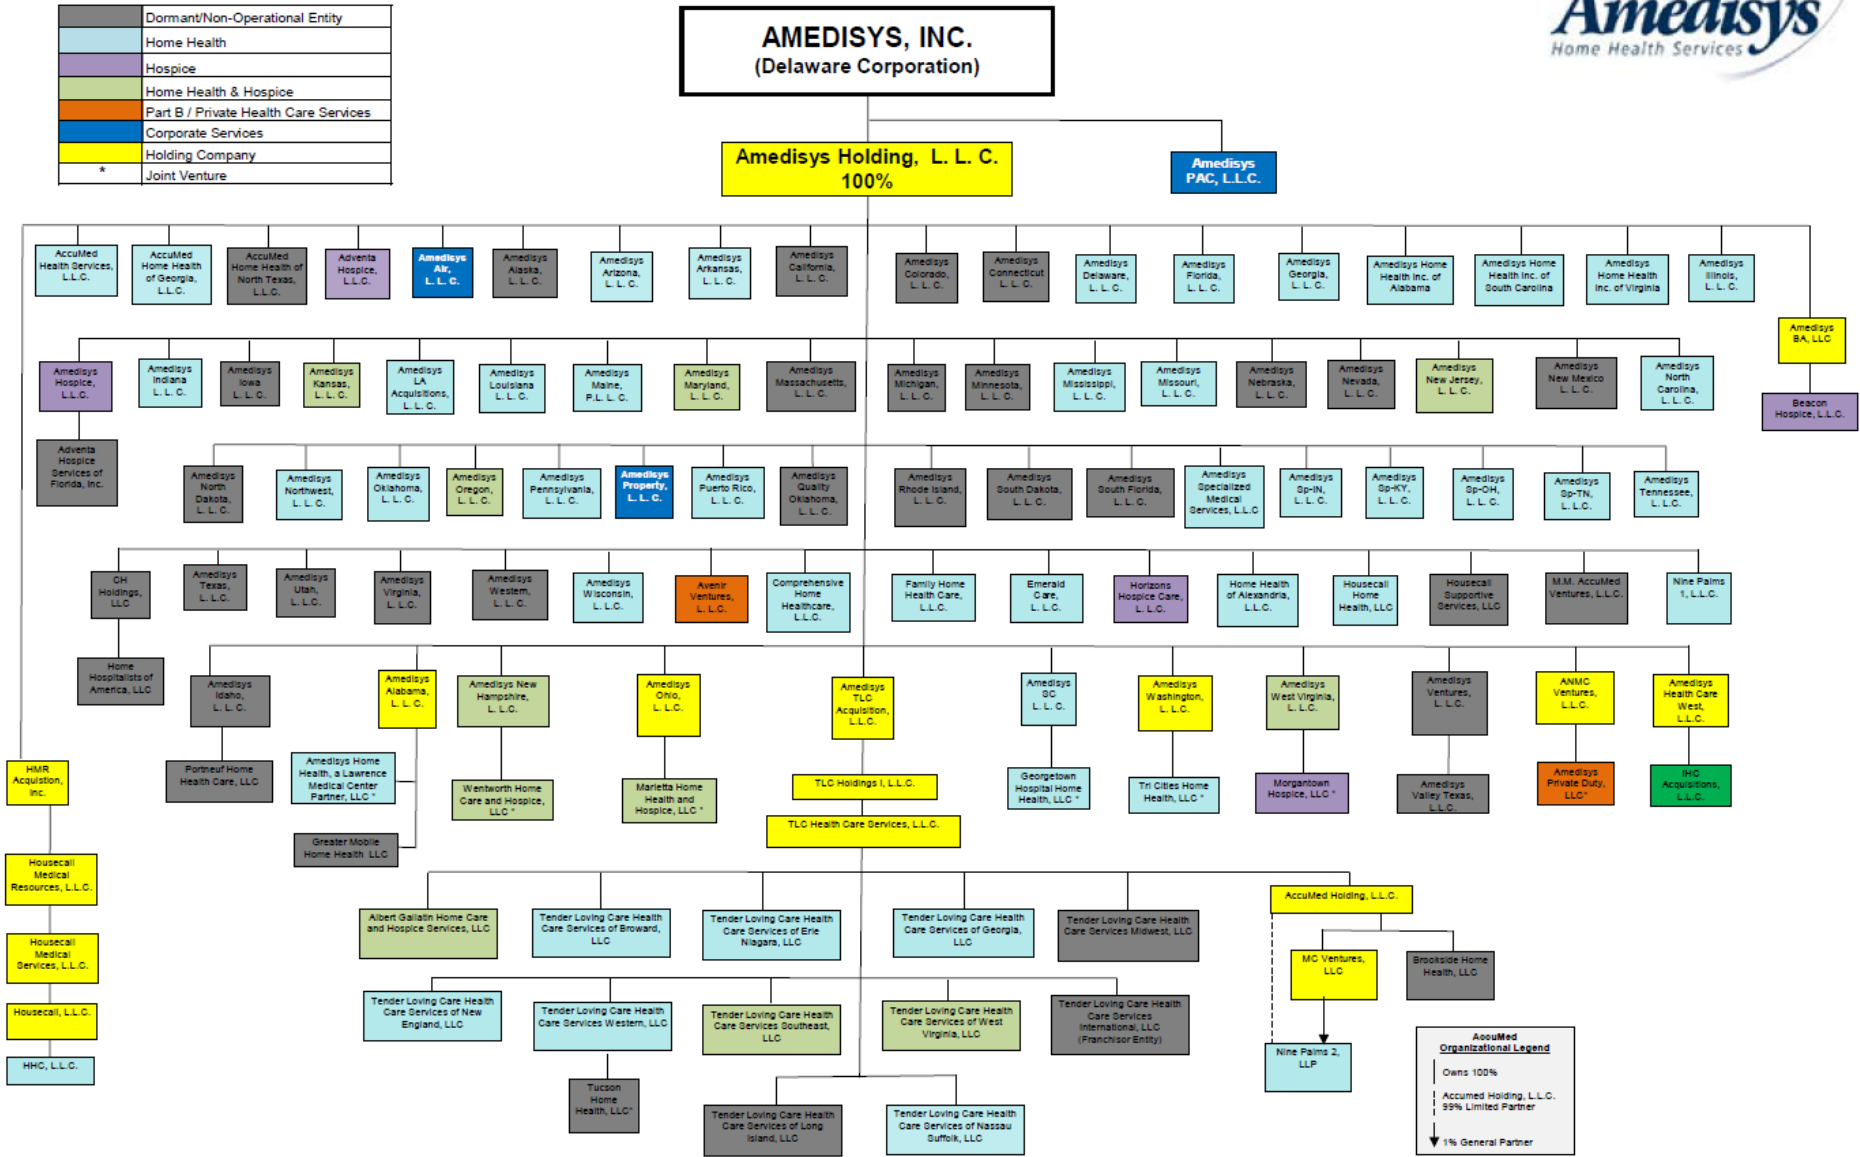 Dormant/Non-Operational Entity
Home Health
Hospice
Home Health & Hospice
Part B / Private Health Care Services
Corporate Services
Holding Company
* Joint Venture
AMEDISYS, INC.
(Delaware Corporation)
Amedisys
Home Health Services
Amedisys Holding, L. L. C.
100%
Amedisys
PAC, L.L.C.
AccuMed
Health Services,
L.L.C.
AccuMed
Home Health
of Georgia,
L.L.C.
AccuMed
Home Health of
North Texas,
L.L.C.
Adventa
Hospice,
L.L.C.
Amedisys
Air,
L. L. C.
Amedisys
Alaska,
L. L. C.
Amedisys
Arizona,
L. L. C.
Amedisys
Arkansas,
L. L. C.
Amedisys
California,
L. L. C.
Amedisys
Colorado,
L. L. C.
Amedisys
Connecticut
L. L. C.
Amedisys
Delaware,
L. L. C.
Amedisys
Florida,
L. L. C.
Amedisys
Georgia,
L. L. C.
Amedisys Home
Health Inc. of
Alabama
Amedisys Home
Health Inc. of
South Carolina
Amedisys
Home Health
Inc. of Virginia
Amedisys
Illinois,
L. L. C.
Amedisys
BA, LLC
Beacon
Hospice, L.L.C.
Amedisys
Hospice,
L.L.C.
Amedisys
Indiana
L. L. C.
Amedisys
Iowa
L. L. C.
Amedisys
Kansas,
L. L. C.
Amedisys
LA
Acquisitions,
L. L. C.
Amedisys
Louisiana
L. L. C.
Amedisys
Maine,
P.L. L. C.
Amedisys
Maryland,
L. L. C.
Amedisys
Massachusetts,
L. L. C.
Amedisys
Michigan,
L. L. C.
Amedisys
Minnesota,
L. L. C.
Amedisys
Mississippi,
L. L. C.
Amedisys
Missouri,
L. L. C.
Amedisys
Nebraska,
L. L. C.
Amedisys
Nevada,
L. L. C.
Amedisys
New Jersey,
L. L. C.
Amedisys
New Mexico
L. L. C.
Amedisys
North
Carolina,
L. L. C.
Adventa
Hospice
Services of
Florida, Inc.
Amedisys
North
Dakota,
L. L. C.
Amedisys
Northwest,
L. L. C.
Amedisys
Oklahoma,
L. L. C.
Amedisys
Oregon,
L. L. C.
Amedisys
Pennsylvania,
L. L. C.
Amedisys
Property,
L. L. C.
Amedisys
Puerto Rico,
L. L. C.
Amedisys
Quality
Oklahoma,
L. L. C.
Amedisys
Rhode Island,
L. L. C.
Amedisys
South Dakota,
L. L. C.
Amedisys
South Florida,
L. L. C.
Amedisys
Specialized
Medical
Services, L.L.C
Amedisys
Sp-IN,
L. L. C.
Amedisys
Sp-KY,
L. L. C.
Amedisys
Sp-OH,
L. L. C.
Amedisys
Sp-TN,
L. L. C.
Amedisys
Tennessee,
L. L. C.
CH
Holdings,
LLC
Amedisys
Texas,
L. L. C.
Amedisys
Utah,
L. L. C.
Amedisys
Virginia,
L. L. C.
Amedisys
Western,
L. L. C.
Amedisys
Wisconsin,
L. L. C.
Avenir
Ventures,
L. L. C.
Comprehensive
Home
Healthcare,
L.L.C.
Family Home
Health Care,
L.L.C.
Emerald
Care,
L. L. C.
Horizons
Hospice Care,
L. L. C.
Home Health
of Alexandria,
L.L.C.
Housecall
Home
Health, LLC
Housecall
Supportive
Services, LLC
M.M. AccuMed
Ventures, L.L.C.
Nine Palms
1, L.L.C.
Home
Hospitalists of
America, LLC
Amedisys
Idaho,
L. L. C.
Amedisys
Alabama,
L. L. C.
Amedisys New
Hampshire,
L. L.C.
Amedisys
Ohio,
L. L.C.
Amedisys
TLC
Acquisition,
L.L.C.
Amedisys
SC
L. L. C.
Amedisys
Washington,
L. L.C.
Amedisys
West Virginia,
L. L.C.
Amedisys
Ventures,
L. L.C.
ANMC
Ventures,
L.L.C.
Amedisys
Health Care
West,
L.L.C.
HMR
Acquistion,
Inc.
Portneuf Home
Health Care, LLC
Amedisys Home
Health, a Lawrence
Medical Center
Partner, LLC *
Wentworth Home
Care and Hospice,
LLC *
Marietta Home
Health and
Hospice, LLC *
TLC Holdings I, L.L.C.
Georgetown
Hospital Home
Health, LLC *
Tri Cities Home
Health, LLC *
Morgantown
Hospice, LLC *
Amedisys
Valley Texas,
L.L.C.
Amedisys
Private Duty,
LLC*
IHC
Acquisitions,
L.L.C.
TLC Health Care Services, L.L.C.
Greater Mobile
Home Health LLC
Housecall
Medical
Resources, L.L.C.
Housecall
Medical
Services, L.L.C.
Housecall, L.L.C.
HHC, L.L.C.
Albert Gallatin Home Care
and Hospice Services, LLC
Tender Loving Care Health
Care Services of Broward,
LLC
Tender Loving Care Health
Care Services of Erie
Niagara, LLC
Tender Loving Care Health
Care Services of Georgia,
LLC
Tender Loving Care Health
Care Services Midwest, LLC
AccuMed Holding, L.L.C.
MC Ventures,
LLC
Brookside Home
Health, LLC
Tender Loving Care Health
Care Services of New
England, LLC
Tender Loving Care Health
Care Services Western, LLC
Tender Loving Care Health
Care Services Southeast,
LLC
Tender Loving Care Health
Care Services of West
Virginia, LLC
Tender Loving Care Health
Care Services
International, LLC
(Franchisor Entity)
Nine Palms 2,
LLP
Tucson
Home
Health, LLC*
Tender Loving Care Health
Care Services of Long
Island, LLC
Tender Loving Care Health
Care Services of Nassau
Suffolk, LLC
AccuMed
Organizational Legend
Owns 100%
Accumed Holding, L.L.C.
99% Limited Partner
1% General Partner